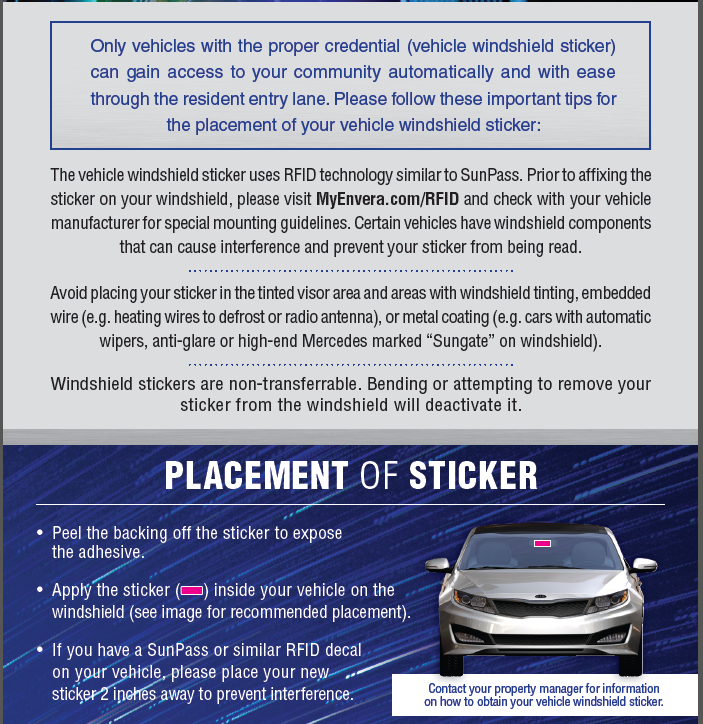 Only vehicles with the proper credential (vehicle windshield sticker)
can gain access to your community automatically and with ease
through the resident entry lane. Please follow these important tips for
the placement of your vehicle windshield sticker:
The vehicle windshield sticker uses RFID technology similar to SunPass. Prior to affixing the
sticker on your windshield, please visit MyEnvera.com/RFID and check with your vehicle
manufacturer for special mounting guidelines. Certain vehicles have windshield components
that can cause interference and prevent your sticker from being read.
Avoid placing your sticker in the tinted visor area and areas with windshield tinting, embedded
wire (e.g. heating wires to defrost or radio antenna), or metal coating (e.g. cars with automatic
wipers, anti-glare or high-end Mercedes marked “Sungate” on windshield).
Windshield stickers are non-transferrable. Bending or attempting to remove your
sticker from the windshield will deactivate it.
PLACEMENT OF STICKER
• Peel the backing off the sticker to expose
the adhesive.
• Apply the sticker ( ) inside your vehicle on the
windshield (see image for recommended placement).
• If you have a SunPass or similar RFID decal
on your vehicle, please place your new
sticker 2 inches away to prevent interference.
Contact your property manager for information
on how to obtain your vehicle windshield sticker.